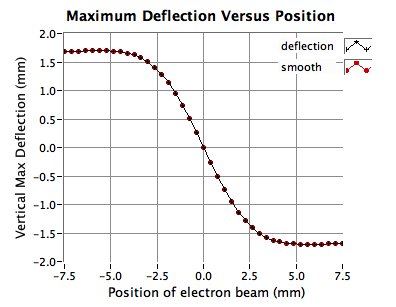 Maximum Deflection Versus Position
deflection
smooth
Vertical Max Deflection (mm)
2.0
1.5
1.0
0.5
0.0
-0.5
-1.0
-1.5
-2.0
-7.5 -5.0 -2.5 0.0 2.5 5.0 7.5
Position of electron beam (mm)